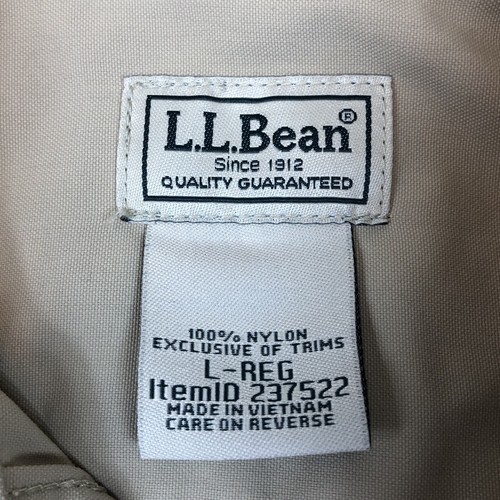 L.L.Bean®
Since 1912
QUALITY GUARANTEED
100% NYLON
EXCLUSIVE OF TRIMS
L-REG
ItemID 237522
MADE IN VIETNAM
CARE ON REVERSE